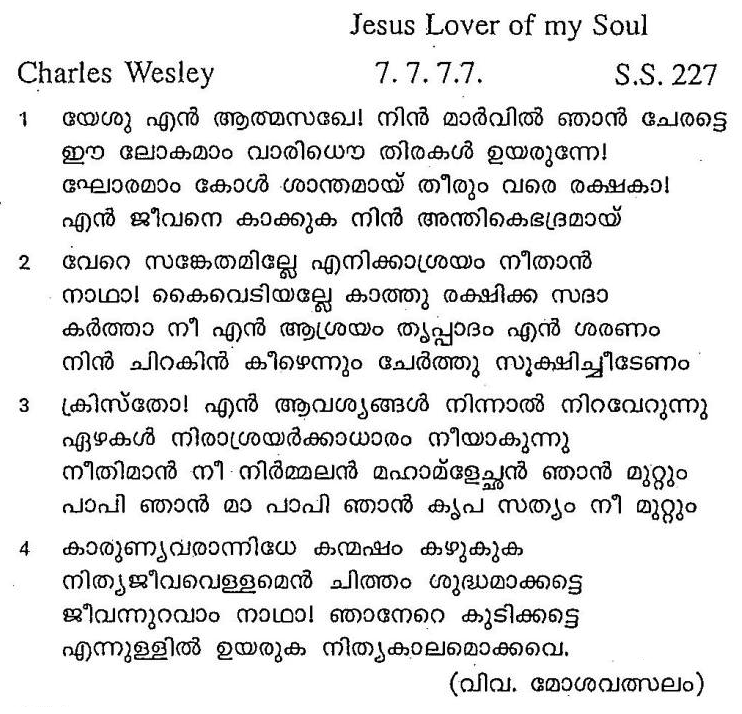 Jesus Lover of my Soul
Charles Wesley 7. 7. 7.7. S.S. 227
1 യേശു എൻ ആത്മസഖേ! നിൻ മാർവിൽ ഞാൻ ചേരട്ടെ
ഈ ലോകമാം വാരിധൌ തിരകൾ ഉയരുന്നേ!
ഘോരമാം കോൾ ശാന്തമായ് തീരും വരെ രക്ഷകാ!
എൻ ജീവനെ കാക്കുക നിൻ അന്തികെഭദ്രമായ്
2 വേറെ സങ്കേതമില്ലേ എനിക്കാശ്രയം നീതാൻ
നാഥാ! കൈവെടിയല്ലേ കാത്തു രക്ഷിക്ക സദാ
കർത്താ നീ എൻ ആശ്രയം തൃപ്പാദം എൻ ശരണം
നിൻ ചിറകിൻ കീഴെന്നും ചേർത്തു സൂക്ഷിച്ചീടേണം
3 ക്രിസ്തോ! എൻ ആവശ്യങ്ങൾ നിന്നാൽ നിറവേറുന്നു
ഏഴകൾ നിരാശ്രയർക്കാധാരം നീയാകുന്നു
നീതിമാൻ നീ നിർമ്മലൻ മഹാമ്ളേച്ഛൻ ഞാൻ മുറ്റും
പാപി ഞാൻ മാ പാപി ഞാൻ കൃപ സത്യം നീ മുറ്റും
4 കാരുണ്യവരാന്നിധേ കന്മഷം കഴുകുക
നിത്യജീവവെള്ളമെൻ ചിത്തം ശുദ്ധമാക്കട്ടെ
ജീവന്നുറവാം നാഥാ! ഞാനേറെ കുടിക്കട്ടെ
എന്നുള്ളിൽ ഉയരുക നിത്യകാലമൊക്കവെ.
(വിവ. മോശവത്സലം)